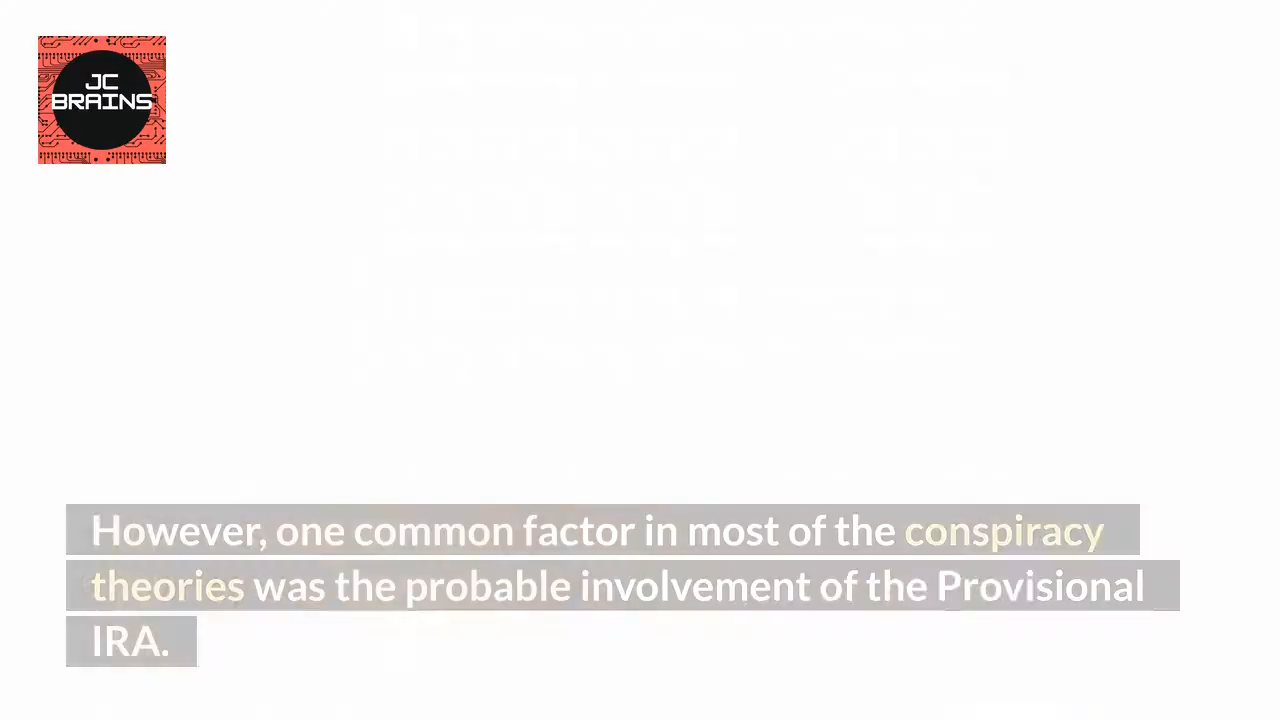 JC
BRAINS
However, one common factor in most of the conspiracy
theories was the probable involvement of the Provisional
IRA.